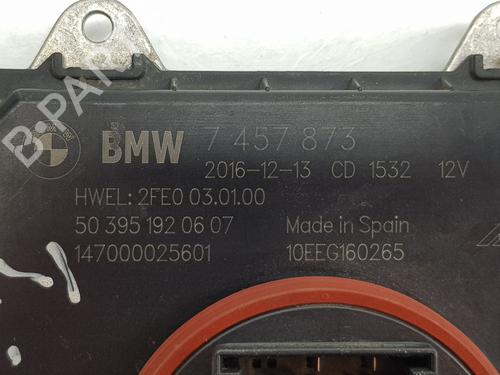 BMW 7 457 873
2016-12-13 CD 1532 12V
HWEL: 2FE0 03.01.00
50 395 192 06 07 Made in Spain
147000025601 10EEG160265
B-PARTS